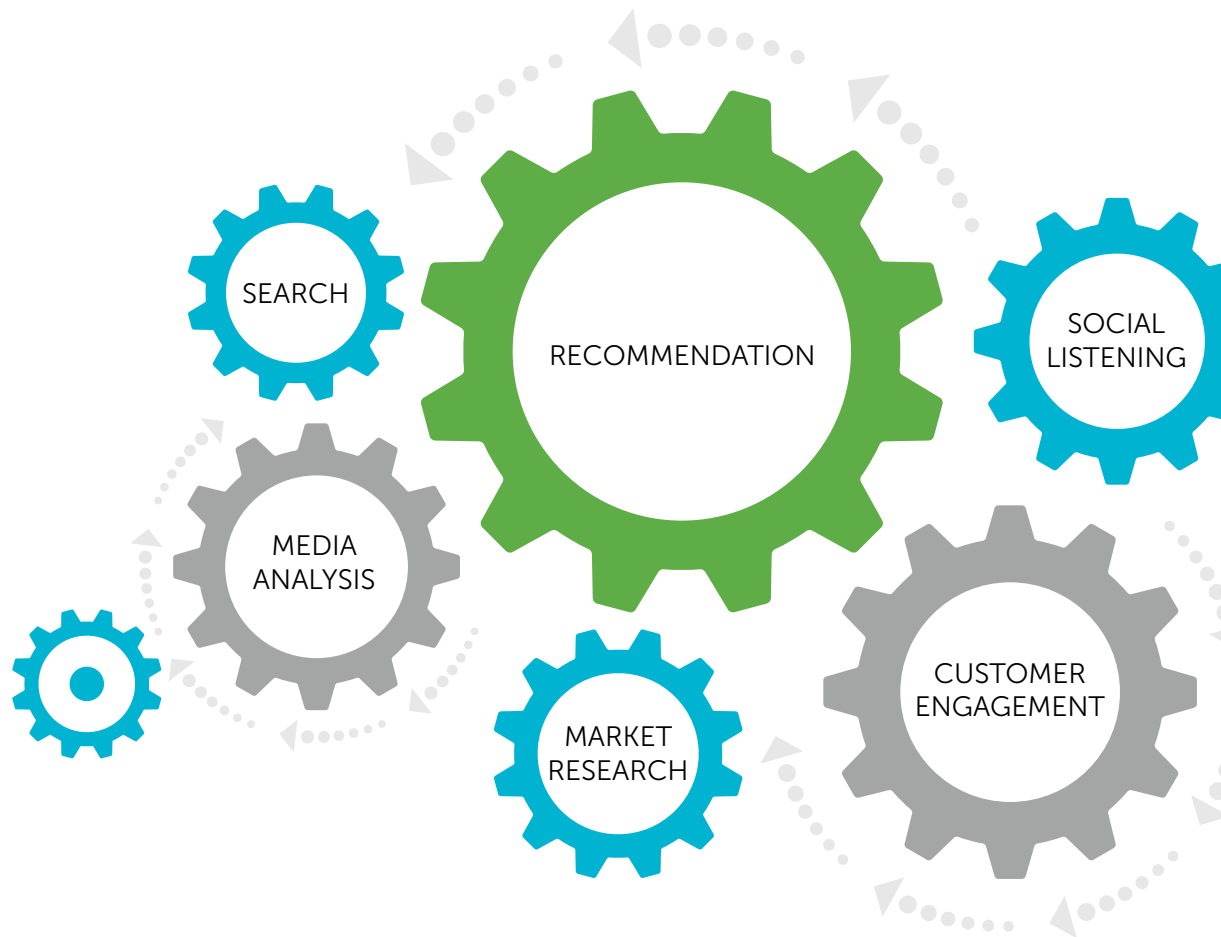 SEARCH
RECOMMENDATION
SOCIAL
LISTENING
MEDIA
ANALYSIS
CUSTOMER
ENGAGEMENT
MARKET
RESEARCH